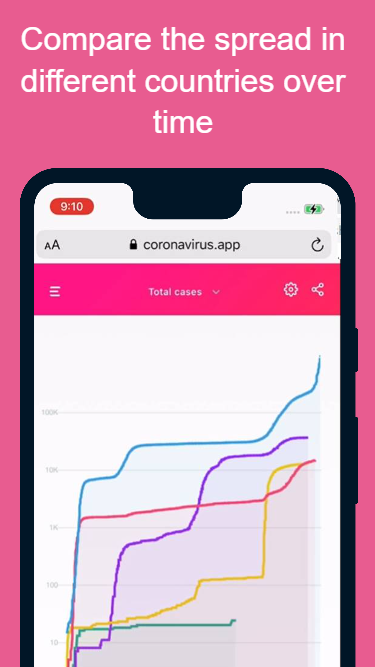 Compare the spread in
different countries over
time
9:10
AA coronavirus.app
Total cases
100K
10K
1K
100
10